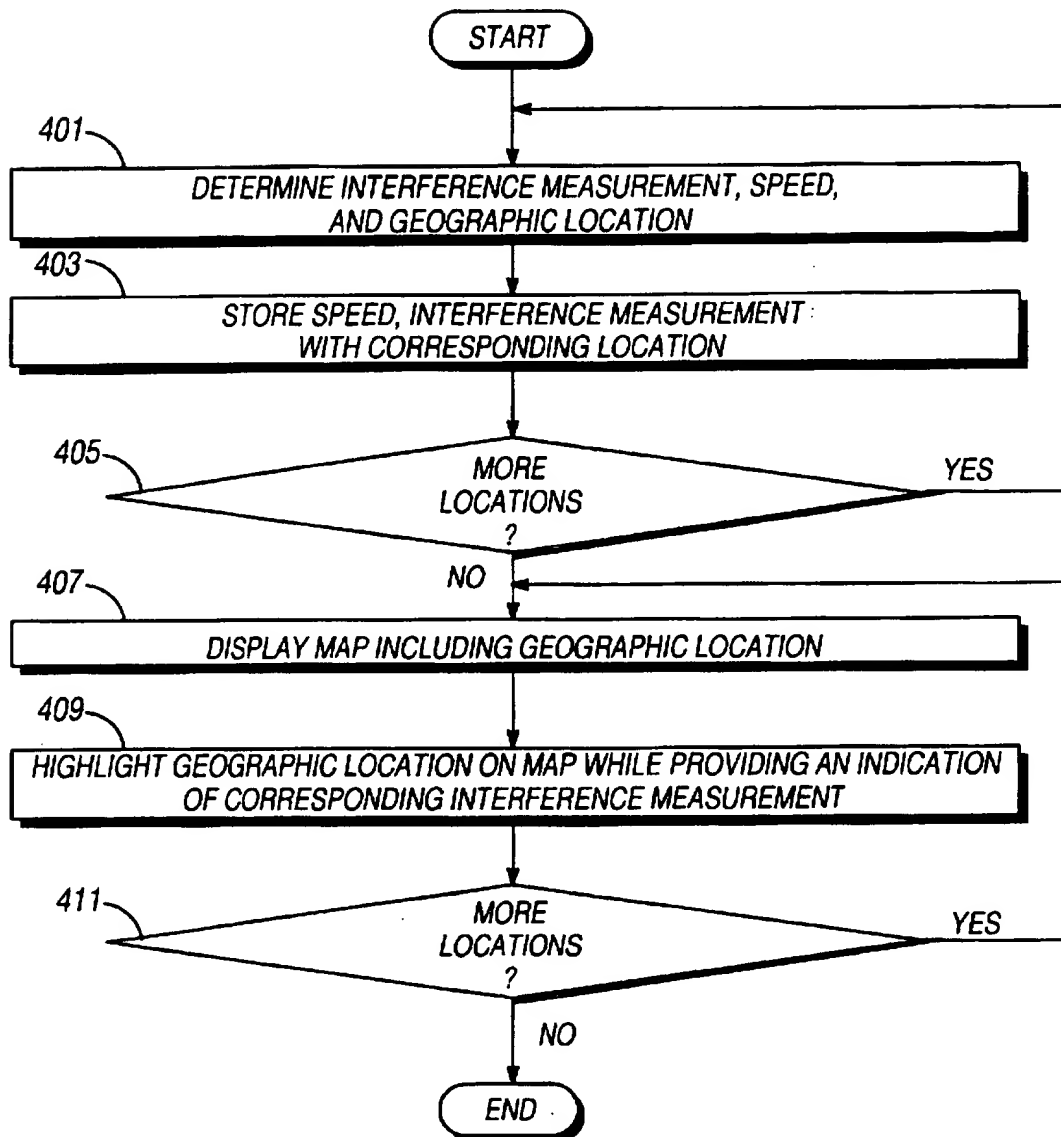 START
401
DETERMINE INTERFERENCE MEASUREMENT, SPEED,
AND GEOGRAPHIC LOCATION
403
STORE SPEED, INTERFERENCE MEASUREMENT
WITH CORRESPONDING LOCATION
405
MORE
LOCATIONS
?
YES
NO
407
DISPLAY MAP INCLUDING GEOGRAPHIC LOCATION
409
HIGHLIGHT GEOGRAPHIC LOCATION ON MAP WHILE PROVIDING AN INDICATION
OF CORRESPONDING INTERFERENCE MEASUREMENT
411
MORE
LOCATIONS
?
YES
NO
END